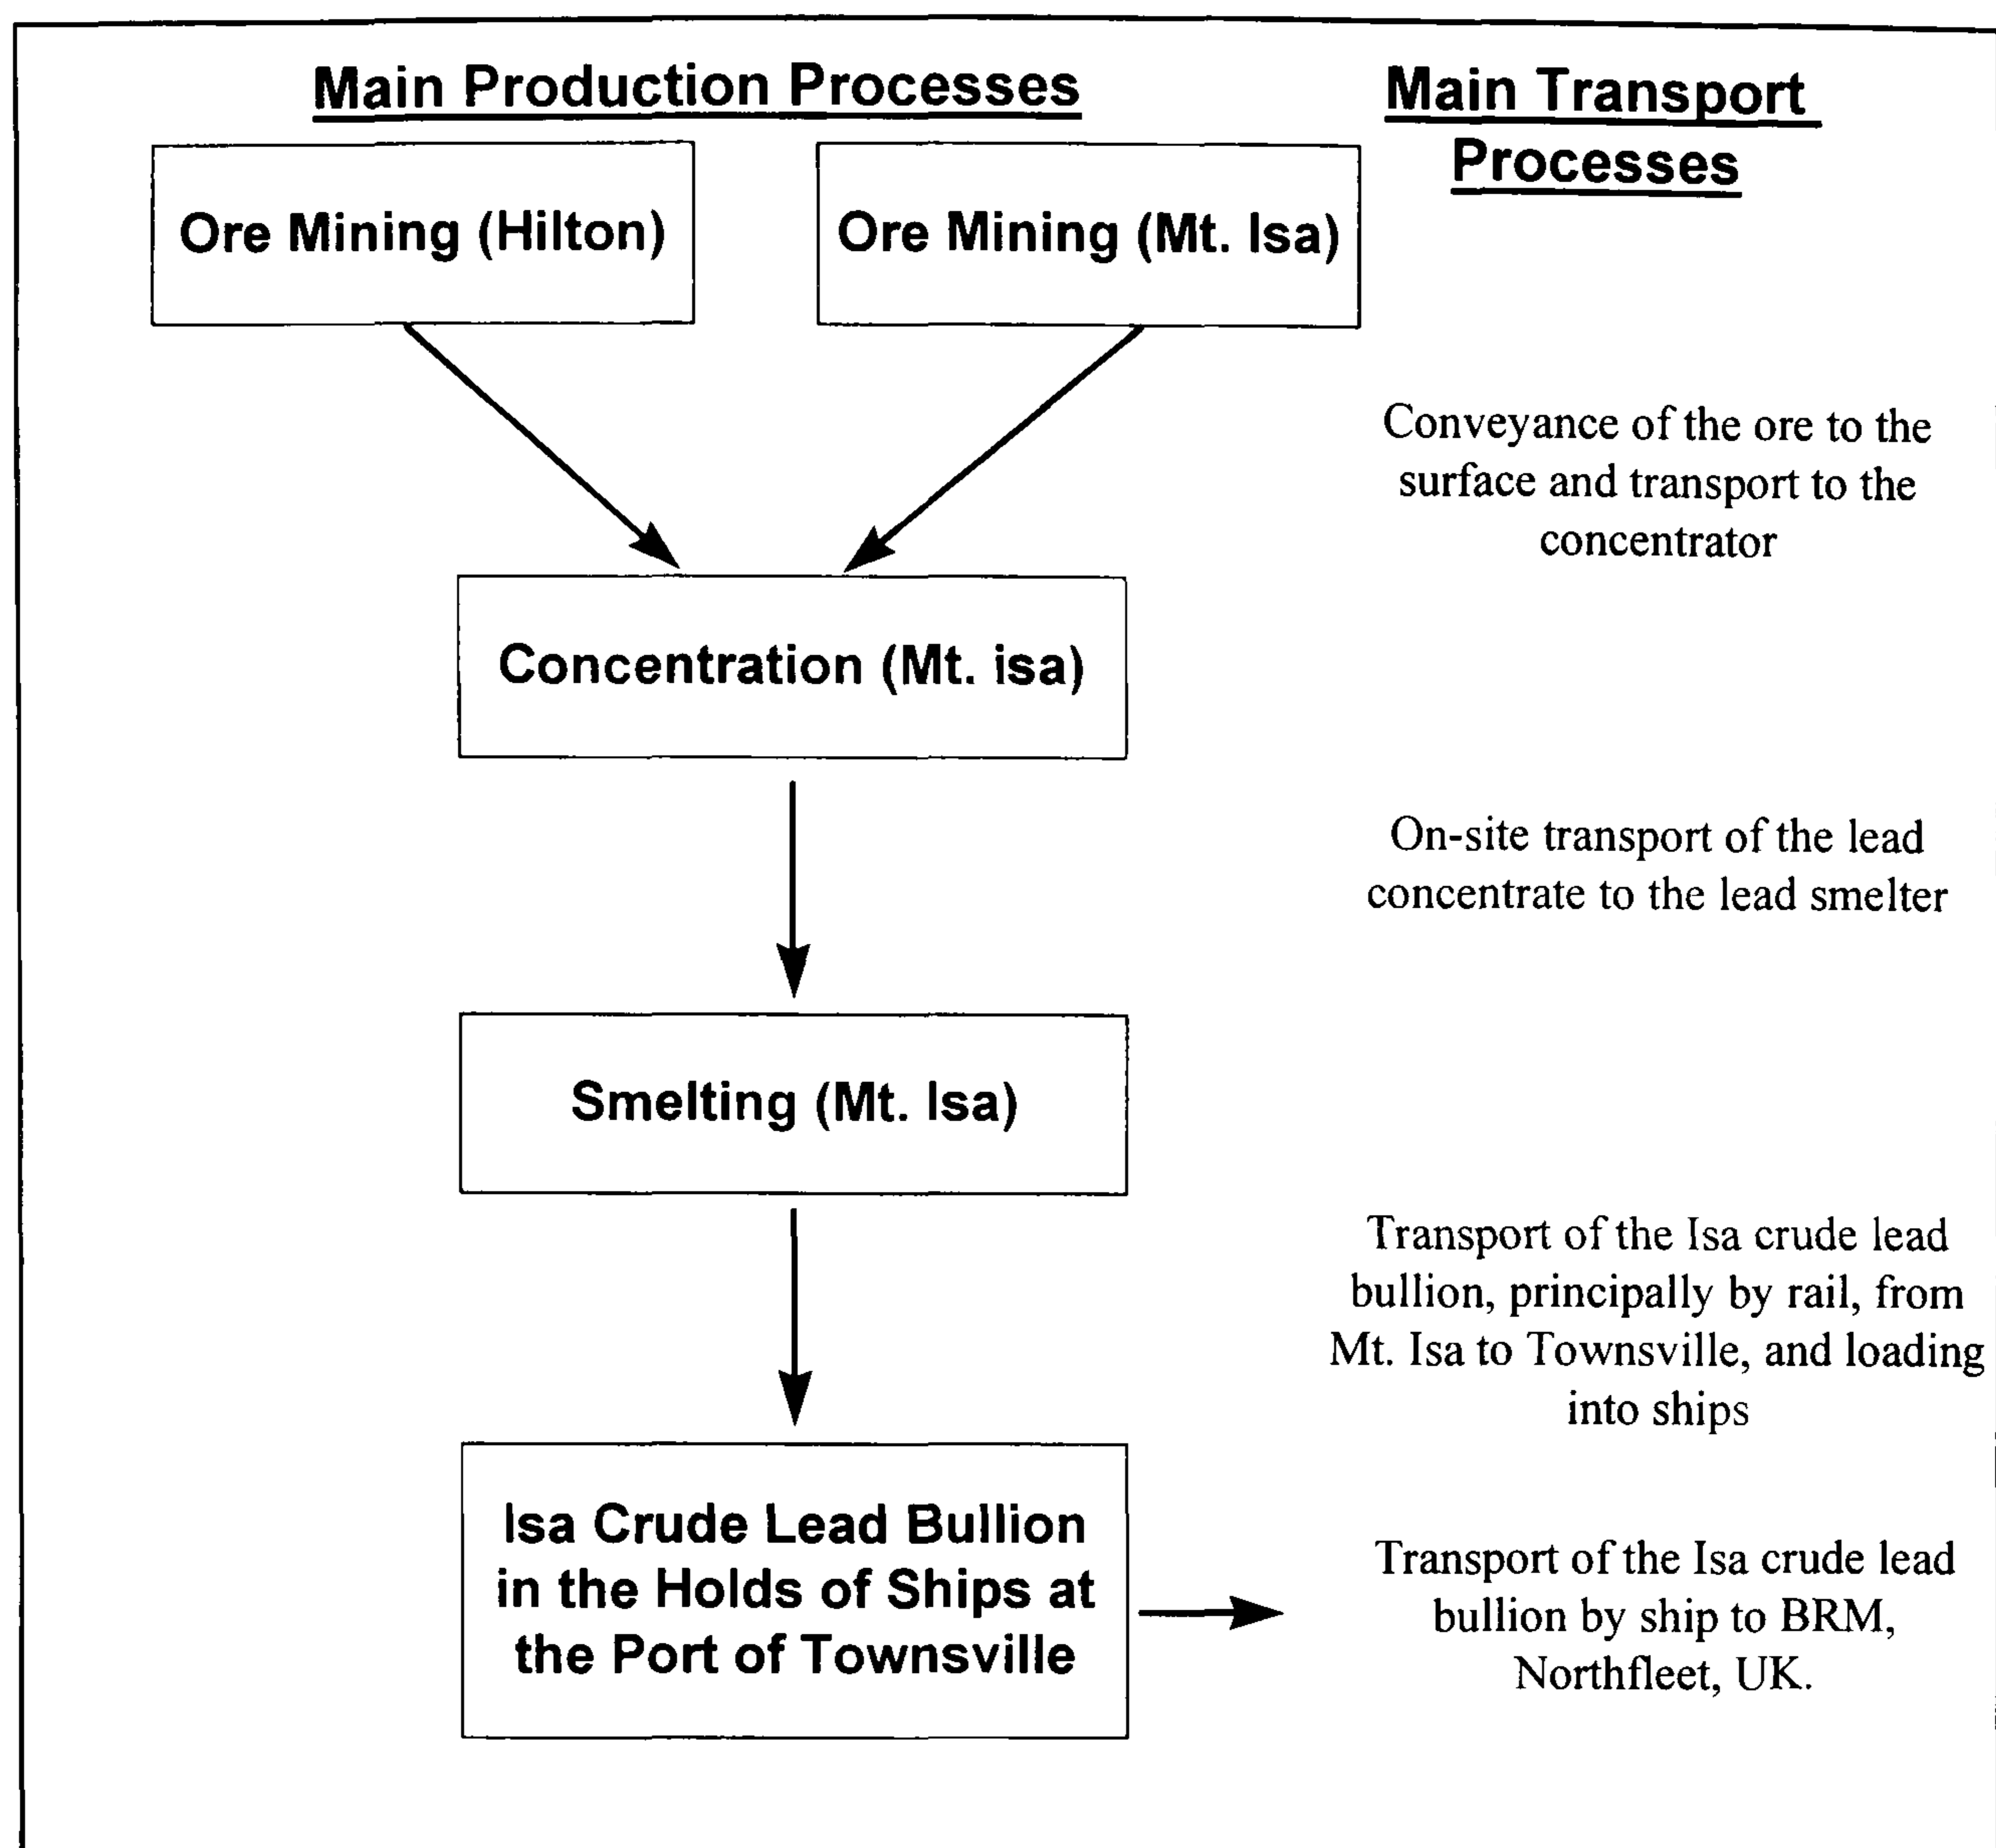 Main Production Processes
Main Transport
Processes
Ore Mining (Hilton)
Ore Mining (Mt. Isa)
Conveyance of the ore to the
surface and transport to the
concentrator
Concentration (Mt. isa)
On-site transport of the lead
concentrate to the lead smelter
Smelting (Mt. Isa)
Transport of the Isa crude lead
bullion, principally by rail, from
Mt. Isa to Townsville, and loading
into ships
Isa Crude Lead Bullion
in the Holds of Ships at
the Port of Townsville
Transport of the Isa crude lead
bullion by ship to BRM,
Northfleet, UK.